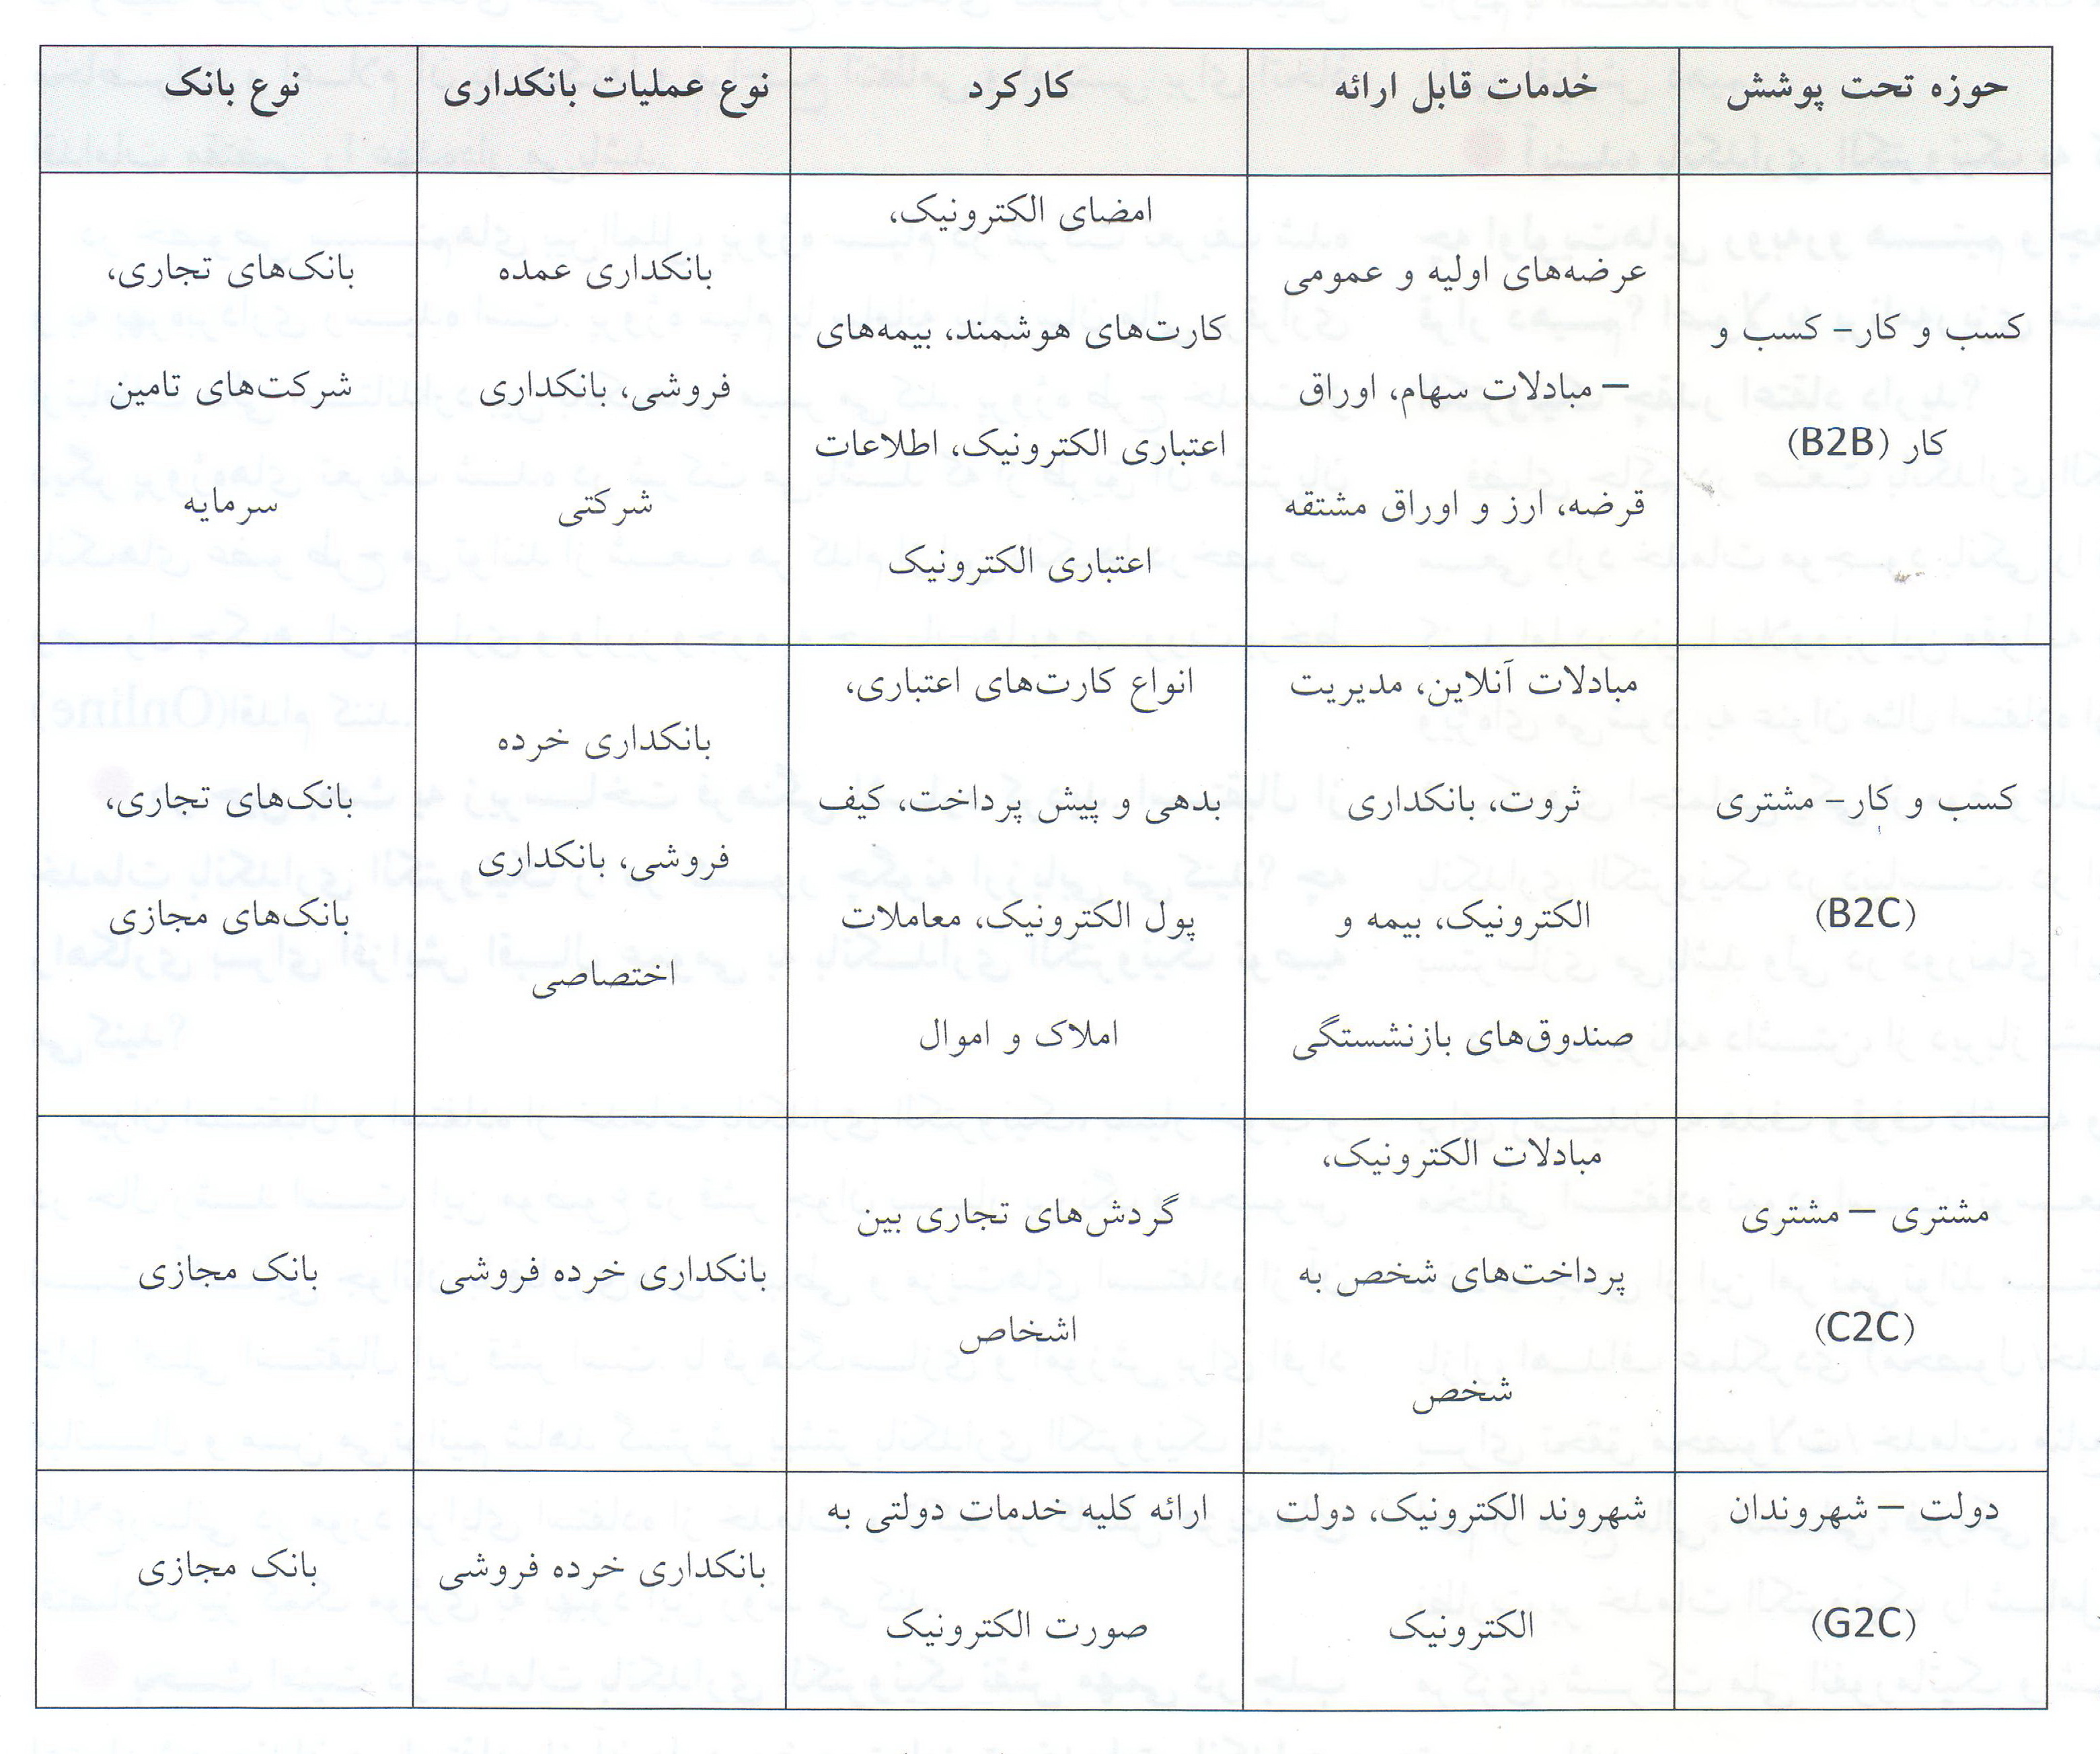 حوزه تحت پوشش
خدمات قابل ارائه
کارکرد
نوع عملیات بانکداری
نوع بانک
کسب و کار– کسب و
کار (B2B)
عرضه‌های اولیه و عمومی
– مبادلات سهام، اوراق
قرضه، ارز و اوراق مشتقه
امضای الکترونیک،
کارت‌های هوشمند، بیمه‌های
اعتباری الکترونیک، اطلاعات
اعتباری الکترونیک
بانکداری عمده
فروشی، بانکداری
شرکتی
بانک‌های تجاری،
شرکت‌های تامین
سرمایه
کسب و کار– مشتری
(B2C)
مبادلات آنلاین، مدیریت
ثروت، بانکداری
الکترونیک، بیمه و
صندوق‌های بازنشستگی
انواع کارت‌های اعتباری،
بدهی و پیش پرداخت، کیف
پول الکترونیک، معاملات
املاک و اموال
بانکداری خرده
فروشی، بانکداری
اختصاصی
بانک‌های تجاری،
بانک‌های مجازی
مشتری – مشتری
(C2C)
مبادلات الکترونیک،
پرداخت‌های شخص به
شخص
گردش‌های تجاری بین
اشخاص
بانکداری خرده فروشی
بانک مجازی
دولت – شهروندان
(G2C)
شهروند الکترونیک، دولت
الکترونیک
ارائه کلیه خدمات دولتی به
صورت الکترونیک
بانکداری خرده فروشی
بانک مجازی